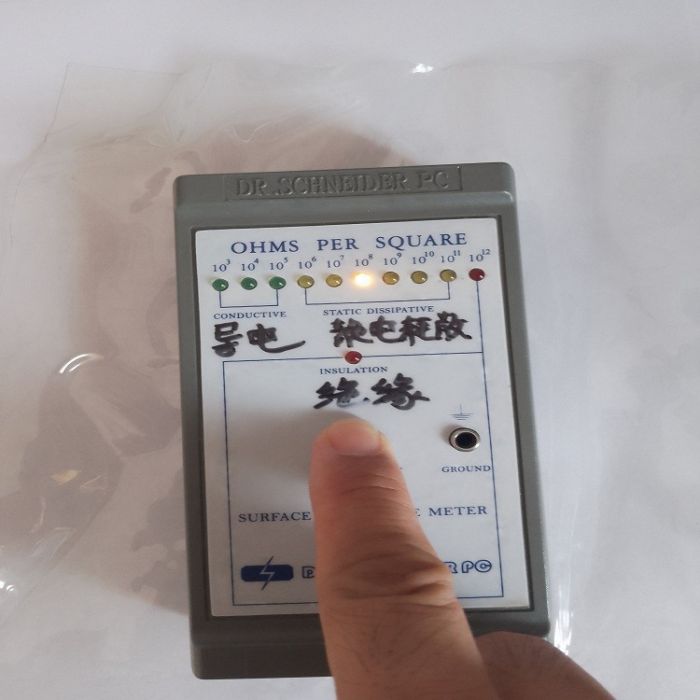 DR.SCHNEIDER PC
OHMS PER SQUARE
10³ 10⁴ 10⁵ 10⁶ 10⁷ 10⁸ 10⁹ 10¹⁰ 10¹¹ 10¹²
CONDUCTIVE STATIC DISSIPATIVE
导电 静电耗散
INSULATION
绝缘
GROUND
SURFACE METER
PC